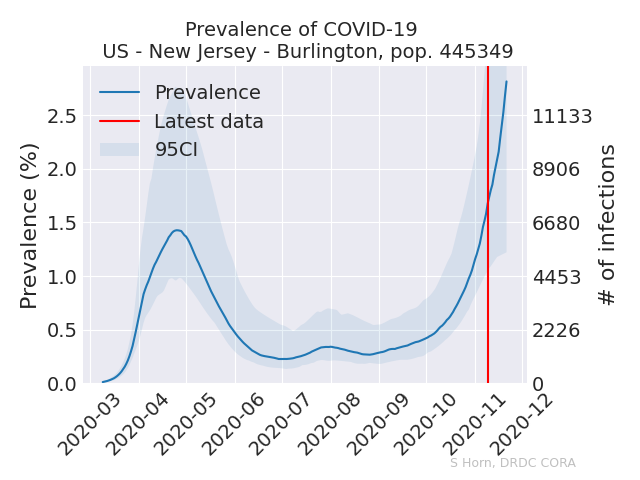 Prevalence of COVID-19
US - New Jersey - Burlington, pop. 445349
Prevalence
Latest data
95CI
Prevalence (%)
2.5
2.0
1.5
1.0
0.5
0.0
11133
8906
6680
4453
2226
0
# of infections
2020-03
2020-04
2020-05
2020-06
2020-07
2020-08
2020-09
2020-10
2020-11
2020-12
S Horn, DRDC CORA